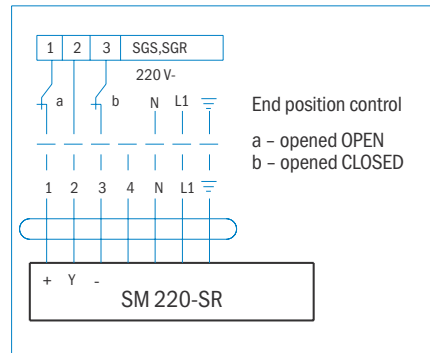 1 2 3 SGS,SGR
220 V-
a b N L1
End position control
a – opened OPEN
b – opened CLOSED
1 2 3 4 N L1
+ Y -
SM 220-SR